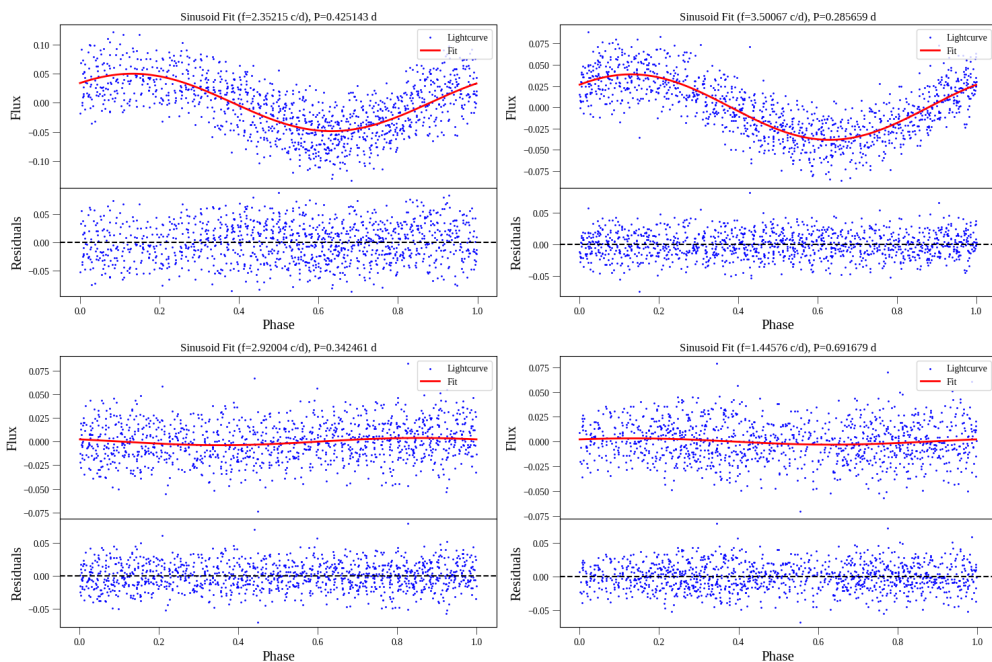 Sinusoid Fit (f=2.35215 c/d), P=0.425143 d
Flux
0.10
0.05
0.00
−0.05
−0.10
Lightcurve
Fit
Residuals
0.05
0.00
−0.05
0.0 0.2 0.4 0.6 0.8 1.0
Phase
Sinusoid Fit (f=3.50067 c/d), P=0.285659 d
Flux
0.075
0.050
0.025
0.000
−0.025
−0.050
−0.075
Lightcurve
Fit
Residuals
0.05
0.00
−0.05
0.0 0.2 0.4 0.6 0.8 1.0
Phase
Sinusoid Fit (f=2.92004 c/d), P=0.342461 d
Flux
0.075
0.050
0.025
0.000
−0.025
−0.050
−0.075
Lightcurve
Fit
Residuals
0.05
0.00
−0.05
0.0 0.2 0.4 0.6 0.8 1.0
Phase
Sinusoid Fit (f=1.44576 c/d), P=0.691679 d
Flux
0.075
0.050
0.025
0.000
−0.025
−0.050
−0.075
Lightcurve
Fit
Residuals
0.05
0.00
−0.05
0.0 0.2 0.4 0.6 0.8 1.0
Phase